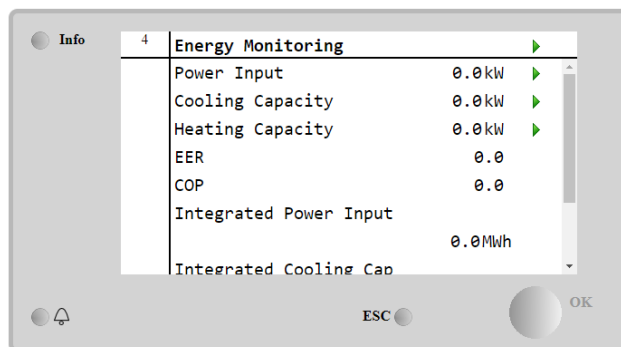 Info
4 Energy Monitoring
Power Input 0.0kW
Cooling Capacity 0.0kW
Heating Capacity 0.0kW
EER 0.0
COP 0.0
Integrated Power Input
0.0MWh
Integrated Cooling Cap
ESC
OK